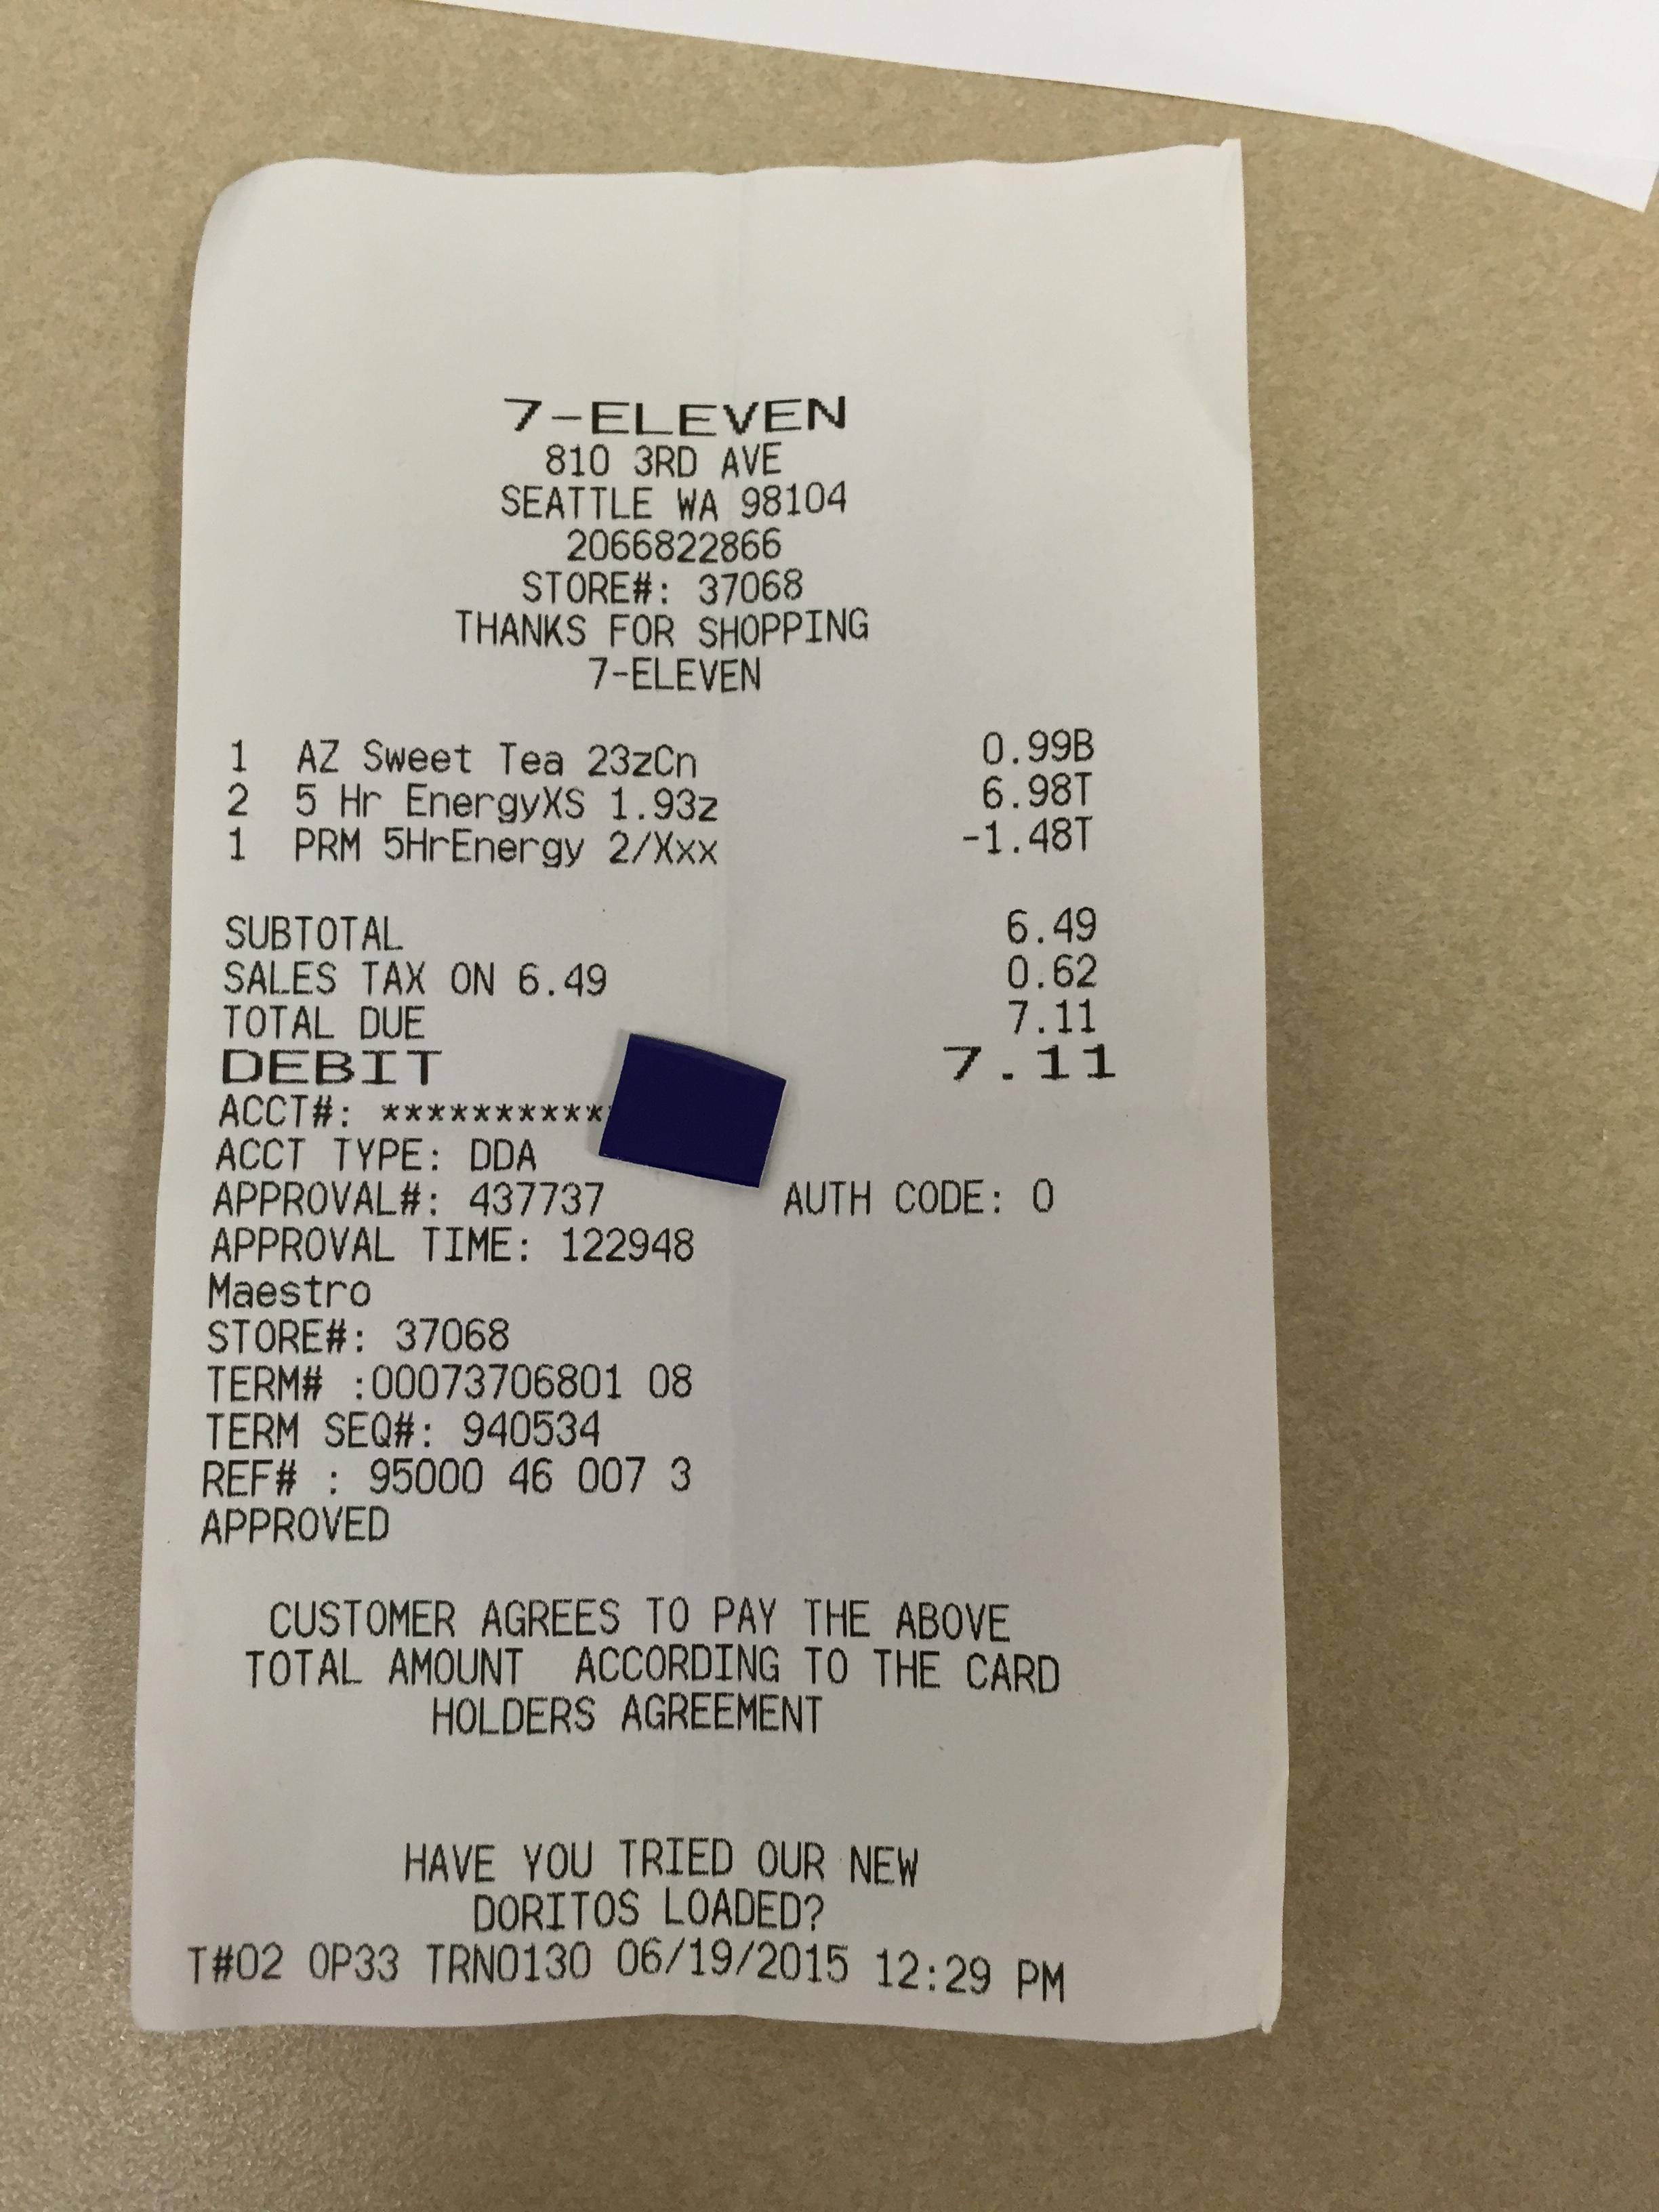 7-ELEVEN
810 3RD AVE
SEATTLE WA 98104
2066822866
STORE#: 37068
THANKS FOR SHOPPING
7-ELEVEN
1 AZ Sweet Tea 23zCn 0.99B
2 5 Hr EnergyXS 1.93z 6.98T
1 PRM 5HrEnergy 2/Xxx -1.48T
SUBTOTAL 6.49
SALES TAX ON 6.49 0.62
TOTAL DUE 7.11
DEBIT 7.11
ACCT#: **********
ACCT TYPE: DDA
APPROVAL#: 437737 AUTH CODE: 0
APPROVAL TIME: 122948
Maestro
STORE#: 37068
TERM# :00073706801 08
TERM SEQ#: 940534
REF# : 95000 46 007 3
APPROVED
CUSTOMER AGREES TO PAY THE ABOVE
TOTAL AMOUNT ACCORDING TO THE CARD
HOLDERS AGREEMENT
HAVE YOU TRIED OUR NEW
DORITOS LOADED?
T#02 OP33 TRN0130 06/19/2015 12:29 PM